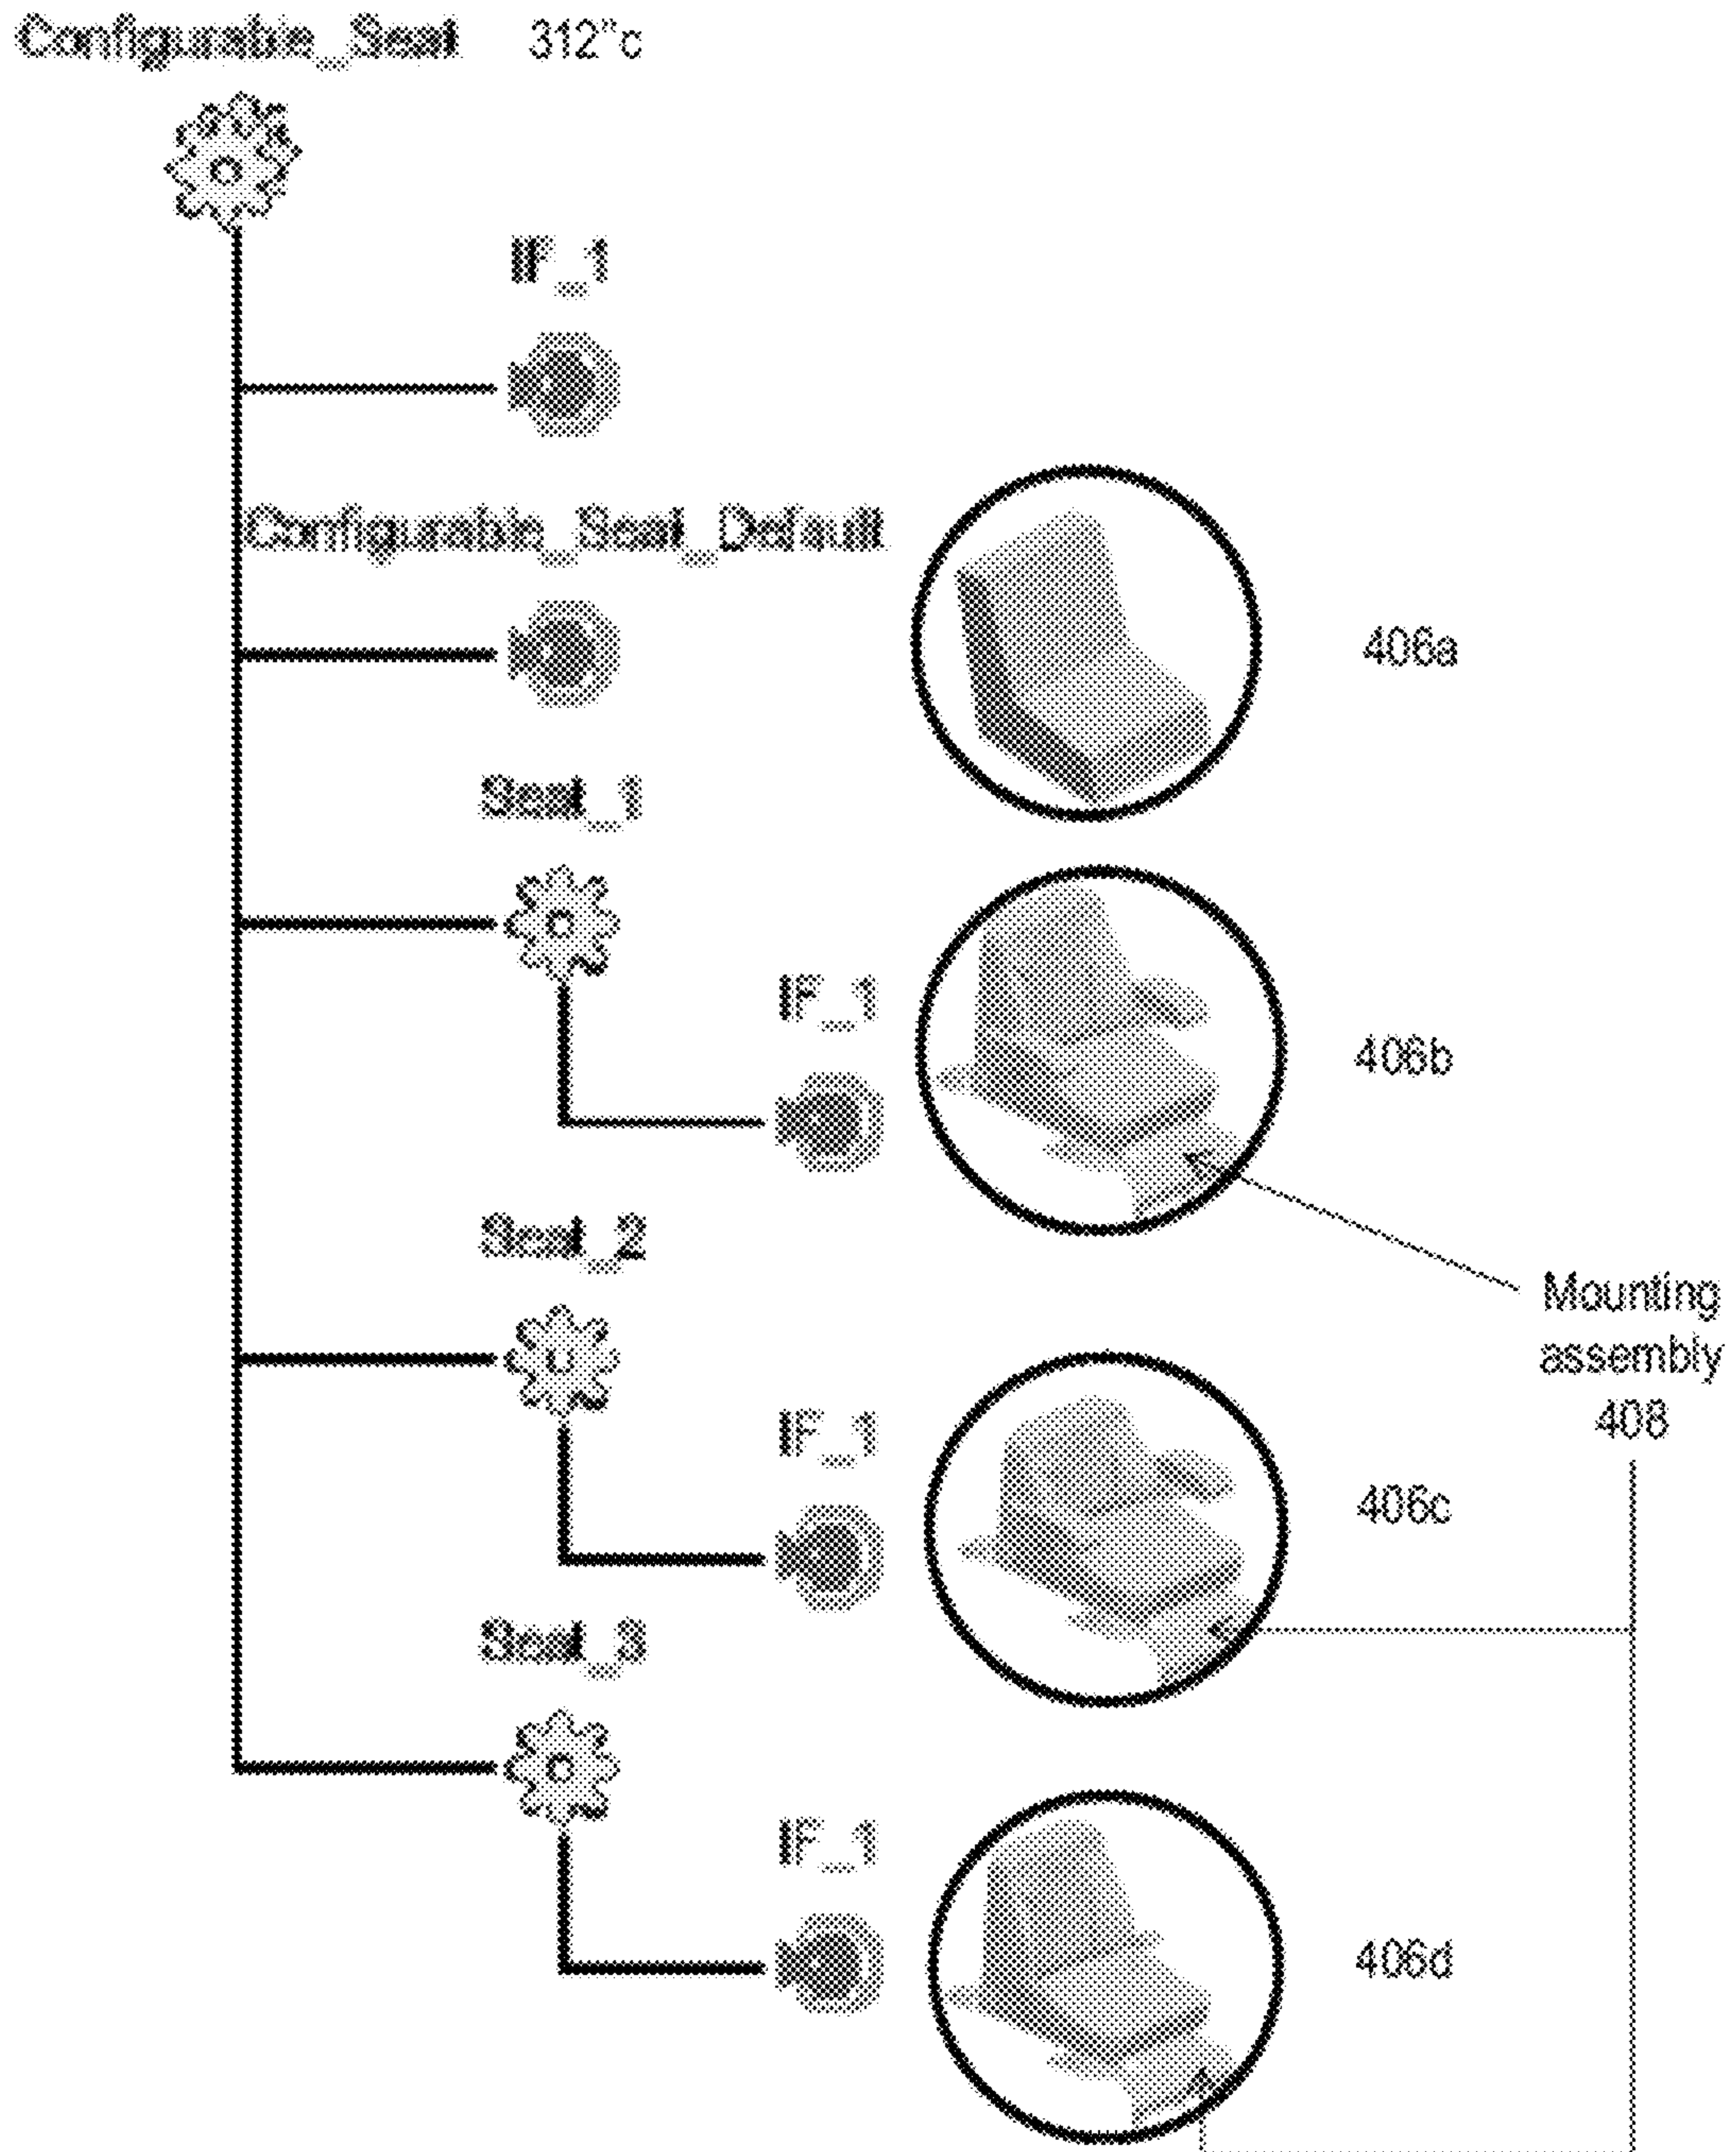 Configurable_Seat 312"c
IF_1
Configurable_Seat_Default
406a
Seat_1
IF_1
406b
Seat_2
Mounting
assembly
408
IF_1
406c
Seat_3
IF_1
406d